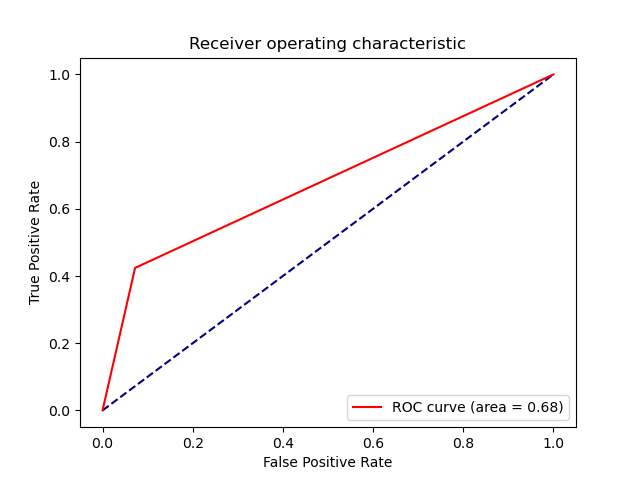 Receiver operating characteristic
1.0
0.8
0.6
0.4
0.2
0.0
True Positive Rate
ROC curve (area = 0.68)
0.0 0.2 0.4 0.6 0.8 1.0
False Positive Rate